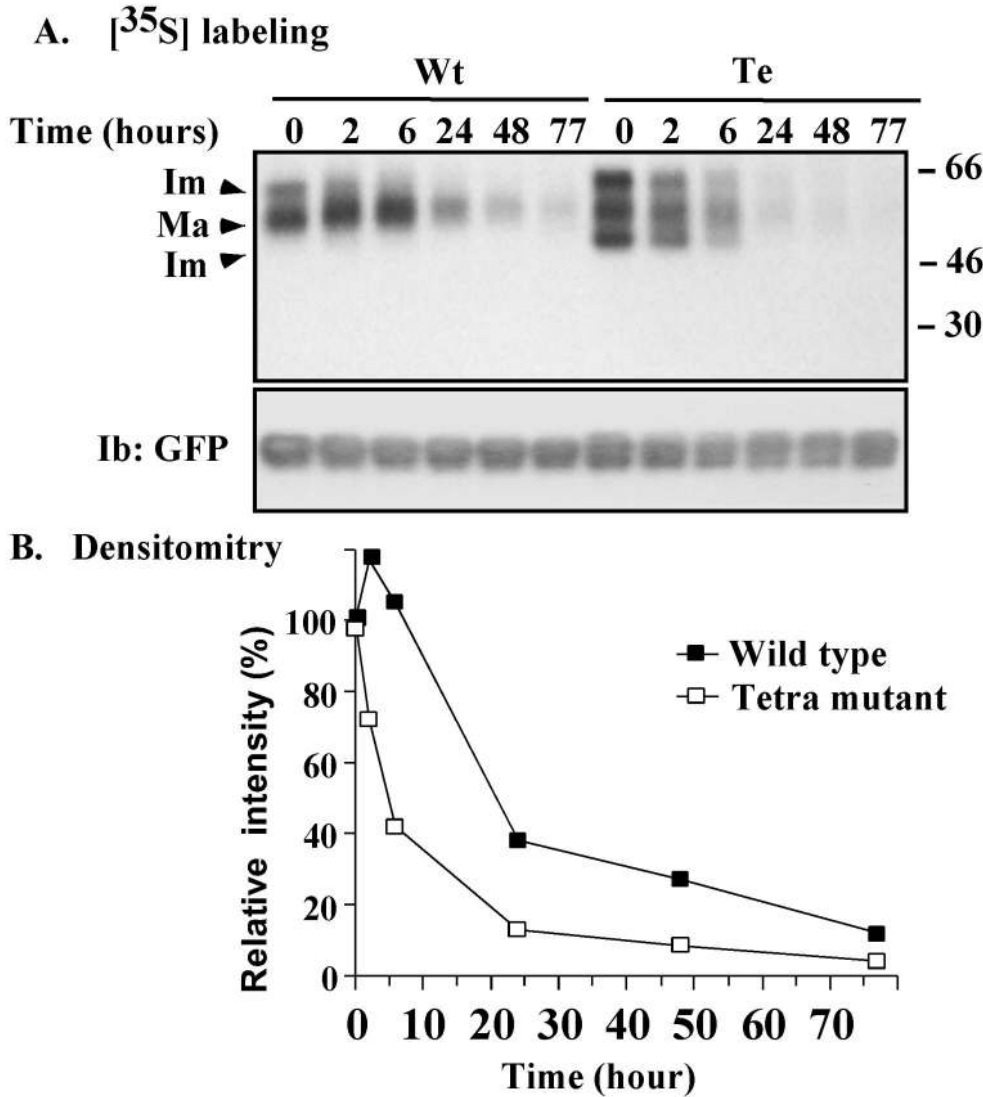 A. [³⁵S] labeling
Wt Te
Time (hours) 0 2 6 24 48 77 0 2 6 24 48 77
Im
Ma
Im
- 66
- 46
- 30
Ib: GFP
B. Densitomitry
Relative intensity (%)
100
80
60
40
20
0
Wild type
Tetra mutant
0 10 20 30 40 50 60 70
Time (hour)